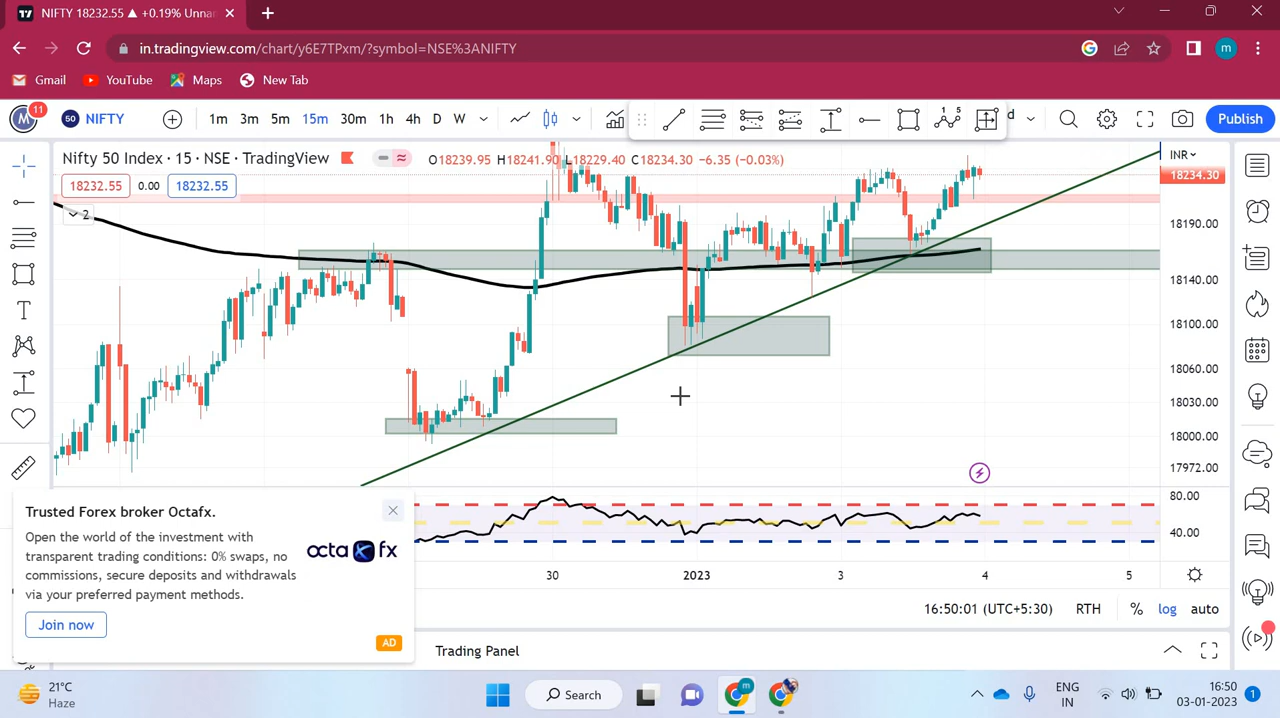 NIFTY 18232.55 ▲ +0.19% Unna
in.tradingview.com/chart/y6E7TPxm/?symbol=NSE%3ANIFTY
m
Gmail YouTube Maps New Tab
M 11 50 NIFTY 1m 3m 5m 15m 30m 1h 4h D W d Publish
Nifty 50 Index · 15 · NSE · TradingView O18239.95 H18241.90 L18229.40 C18234.30 -6.35 (-0.03%) INR
18232.55 0.00 18232.55
2
18234.30
18190.00
18140.00
18100.00
18060.00
18030.00
18000.00
17972.00
80.00
40.00
Trusted Forex broker Octafx.
Open the world of the investment with
transparent trading conditions: 0% swaps, no
commissions, secure deposits and withdrawals
via your preferred payment methods.
octa fx
Join now
AD
30 2023 3 4 5
16:50:01 (UTC+5:30) RTH % log auto
Trading Panel
21°C
Haze
Search
m
ENG
IN
16:50
03-01-2023
1